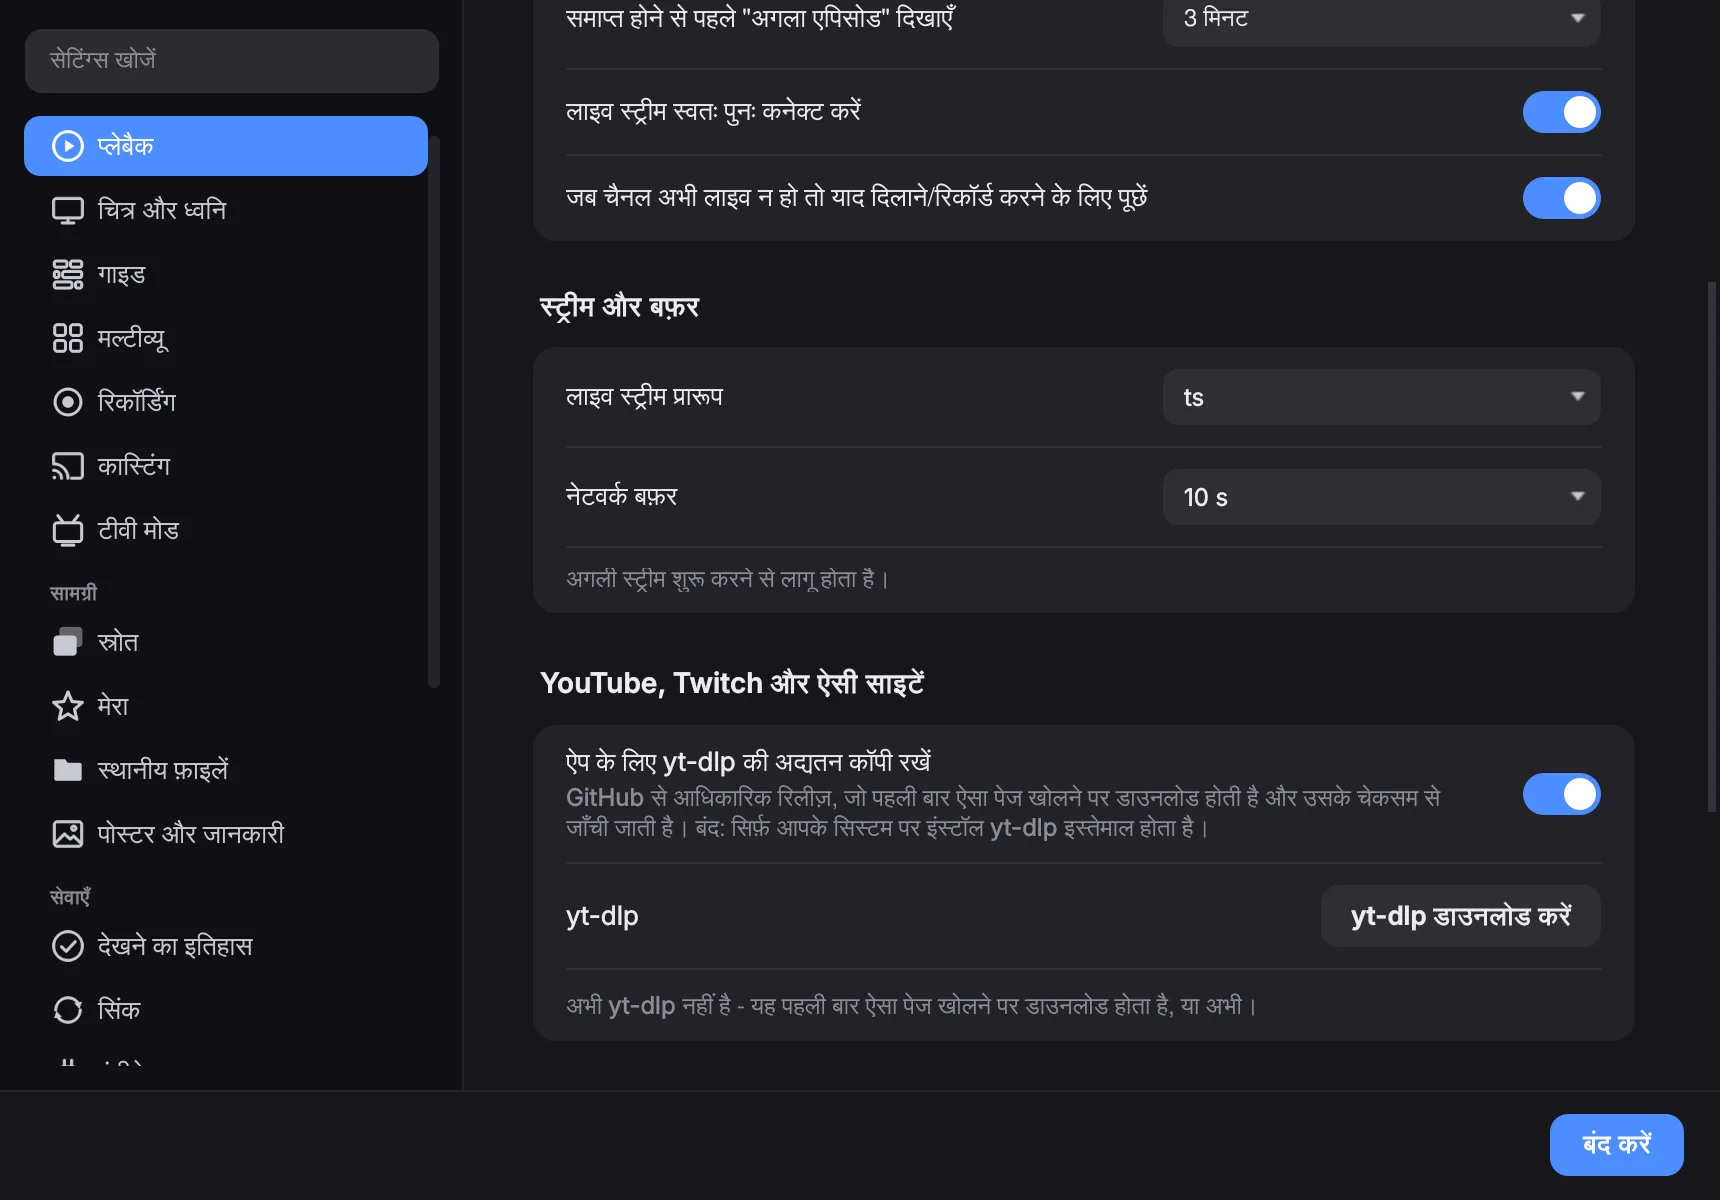 सेटिंग्स खोजें
प्लेबैक
चित्र और ध्वनि
गाइड
मल्टीव्यू
रिकॉर्डिंग
कास्टिंग
टीवी मोड
सामग्री
स्रोत
मेरा
स्थानीय फ़ाइलें
पोस्टर और जानकारी
सेवाएँ
देखने का इतिहास
सिंक
समाप्त होने से पहले "अगला एपिसोड" दिखाएँ
3 मिनट
लाइव स्ट्रीम स्वतः पुनः कनेक्ट करें
जब चैनल अभी लाइव न हो तो याद दिलाने/रिकॉर्ड करने के लिए पूछें
स्ट्रीम और बफ़र
लाइव स्ट्रीम प्रारूप
ts
नेटवर्क बफ़र
10 s
अगली स्ट्रीम शुरू करने से लागू होता है।
YouTube, Twitch और ऐसी साइटें
ऐप के लिए yt-dlp की अद्यतन कॉपी रखें
GitHub से आधिकारिक रिलीज़, जो पहली बार ऐसा पेज खोलने पर डाउनलोड होती है और उसके चेकसम से
जाँची जाती है। बंद: सिर्फ़ आपके सिस्टम पर इंस्टॉल yt-dlp इस्तेमाल होता है।
yt-dlp
yt-dlp डाउनलोड करें
अभी yt-dlp नहीं है - यह पहली बार ऐसा पेज खोलने पर डाउनलोड होता है, या अभी।
बंद करें